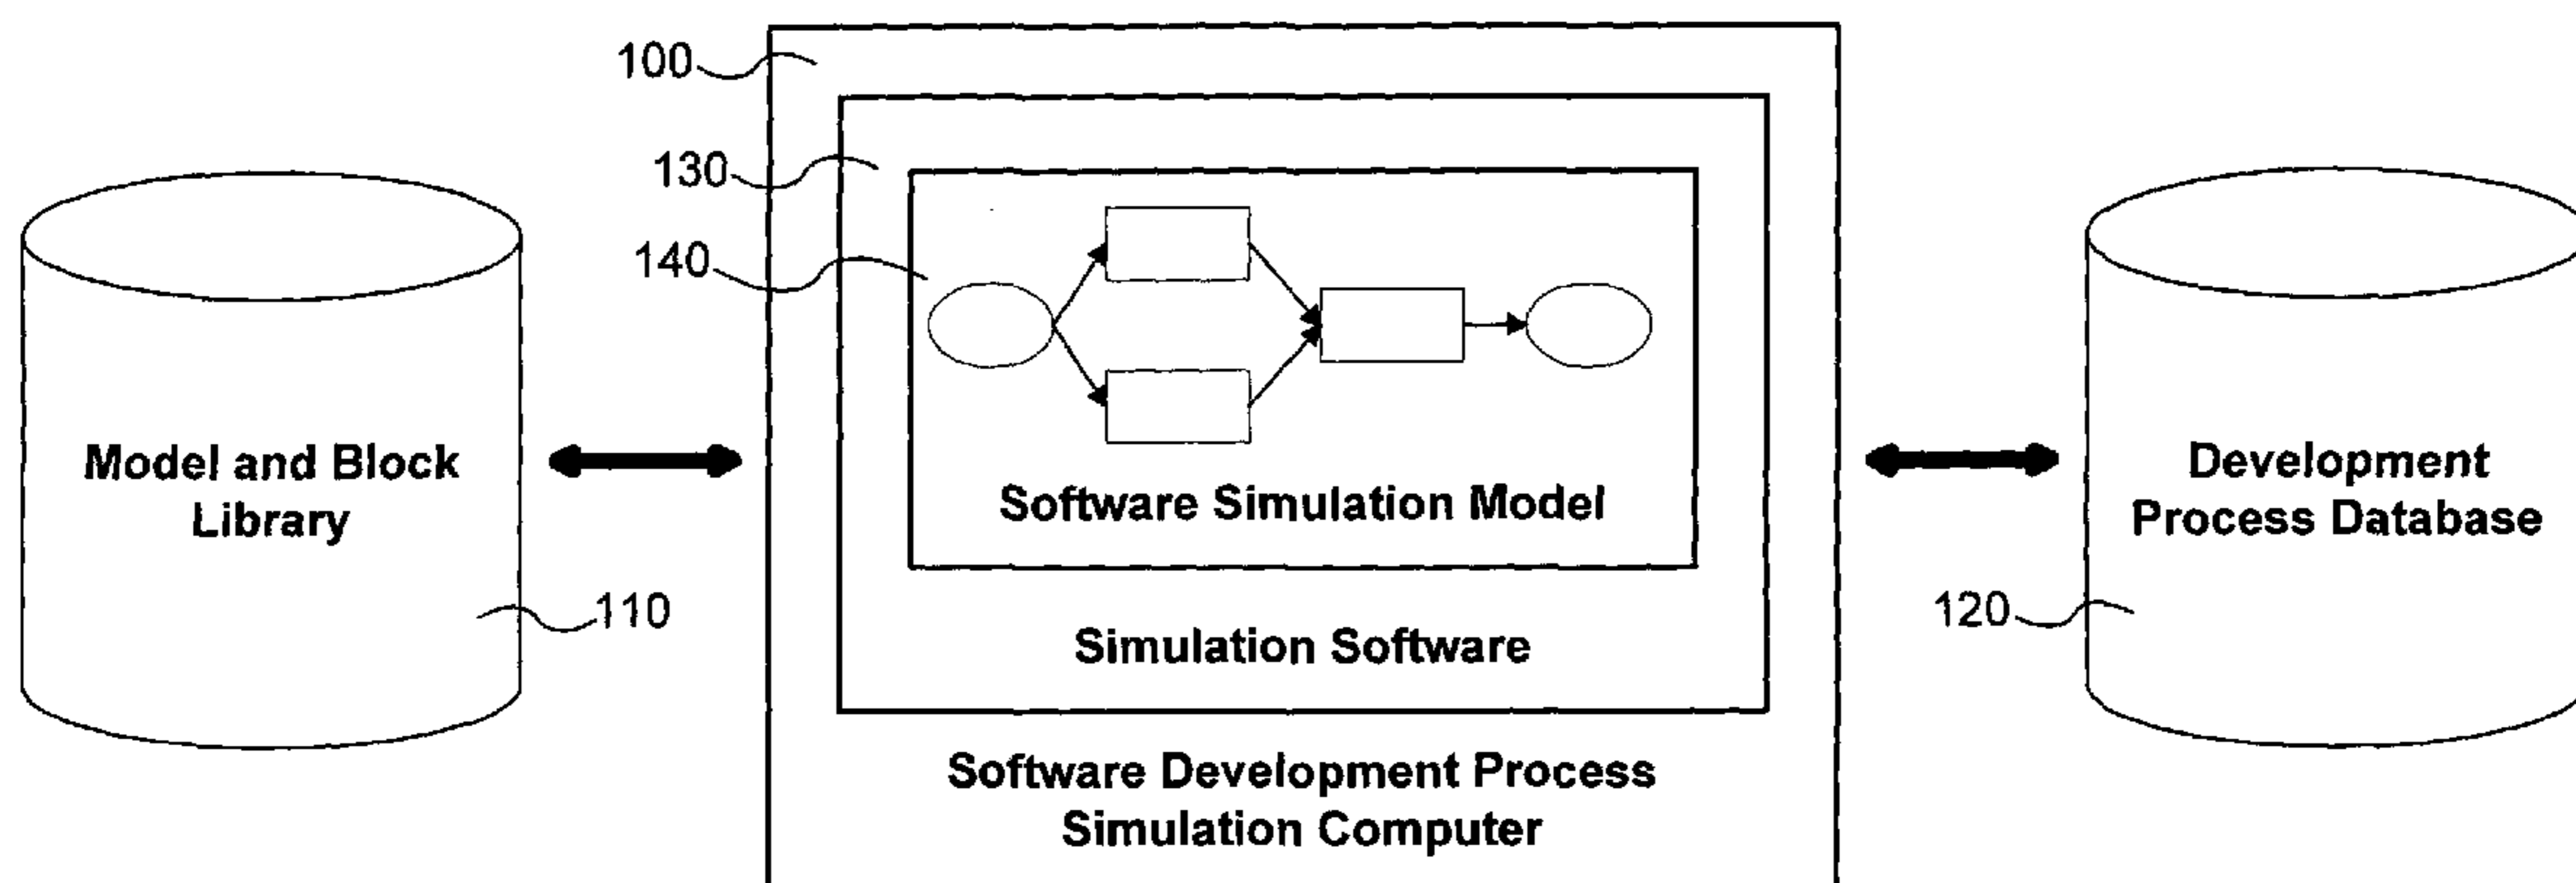 100
130
140
Model and Block
Library
110
Software Simulation Model
Simulation Software
Software Development Process
Simulation Computer
Development
Process Database
120